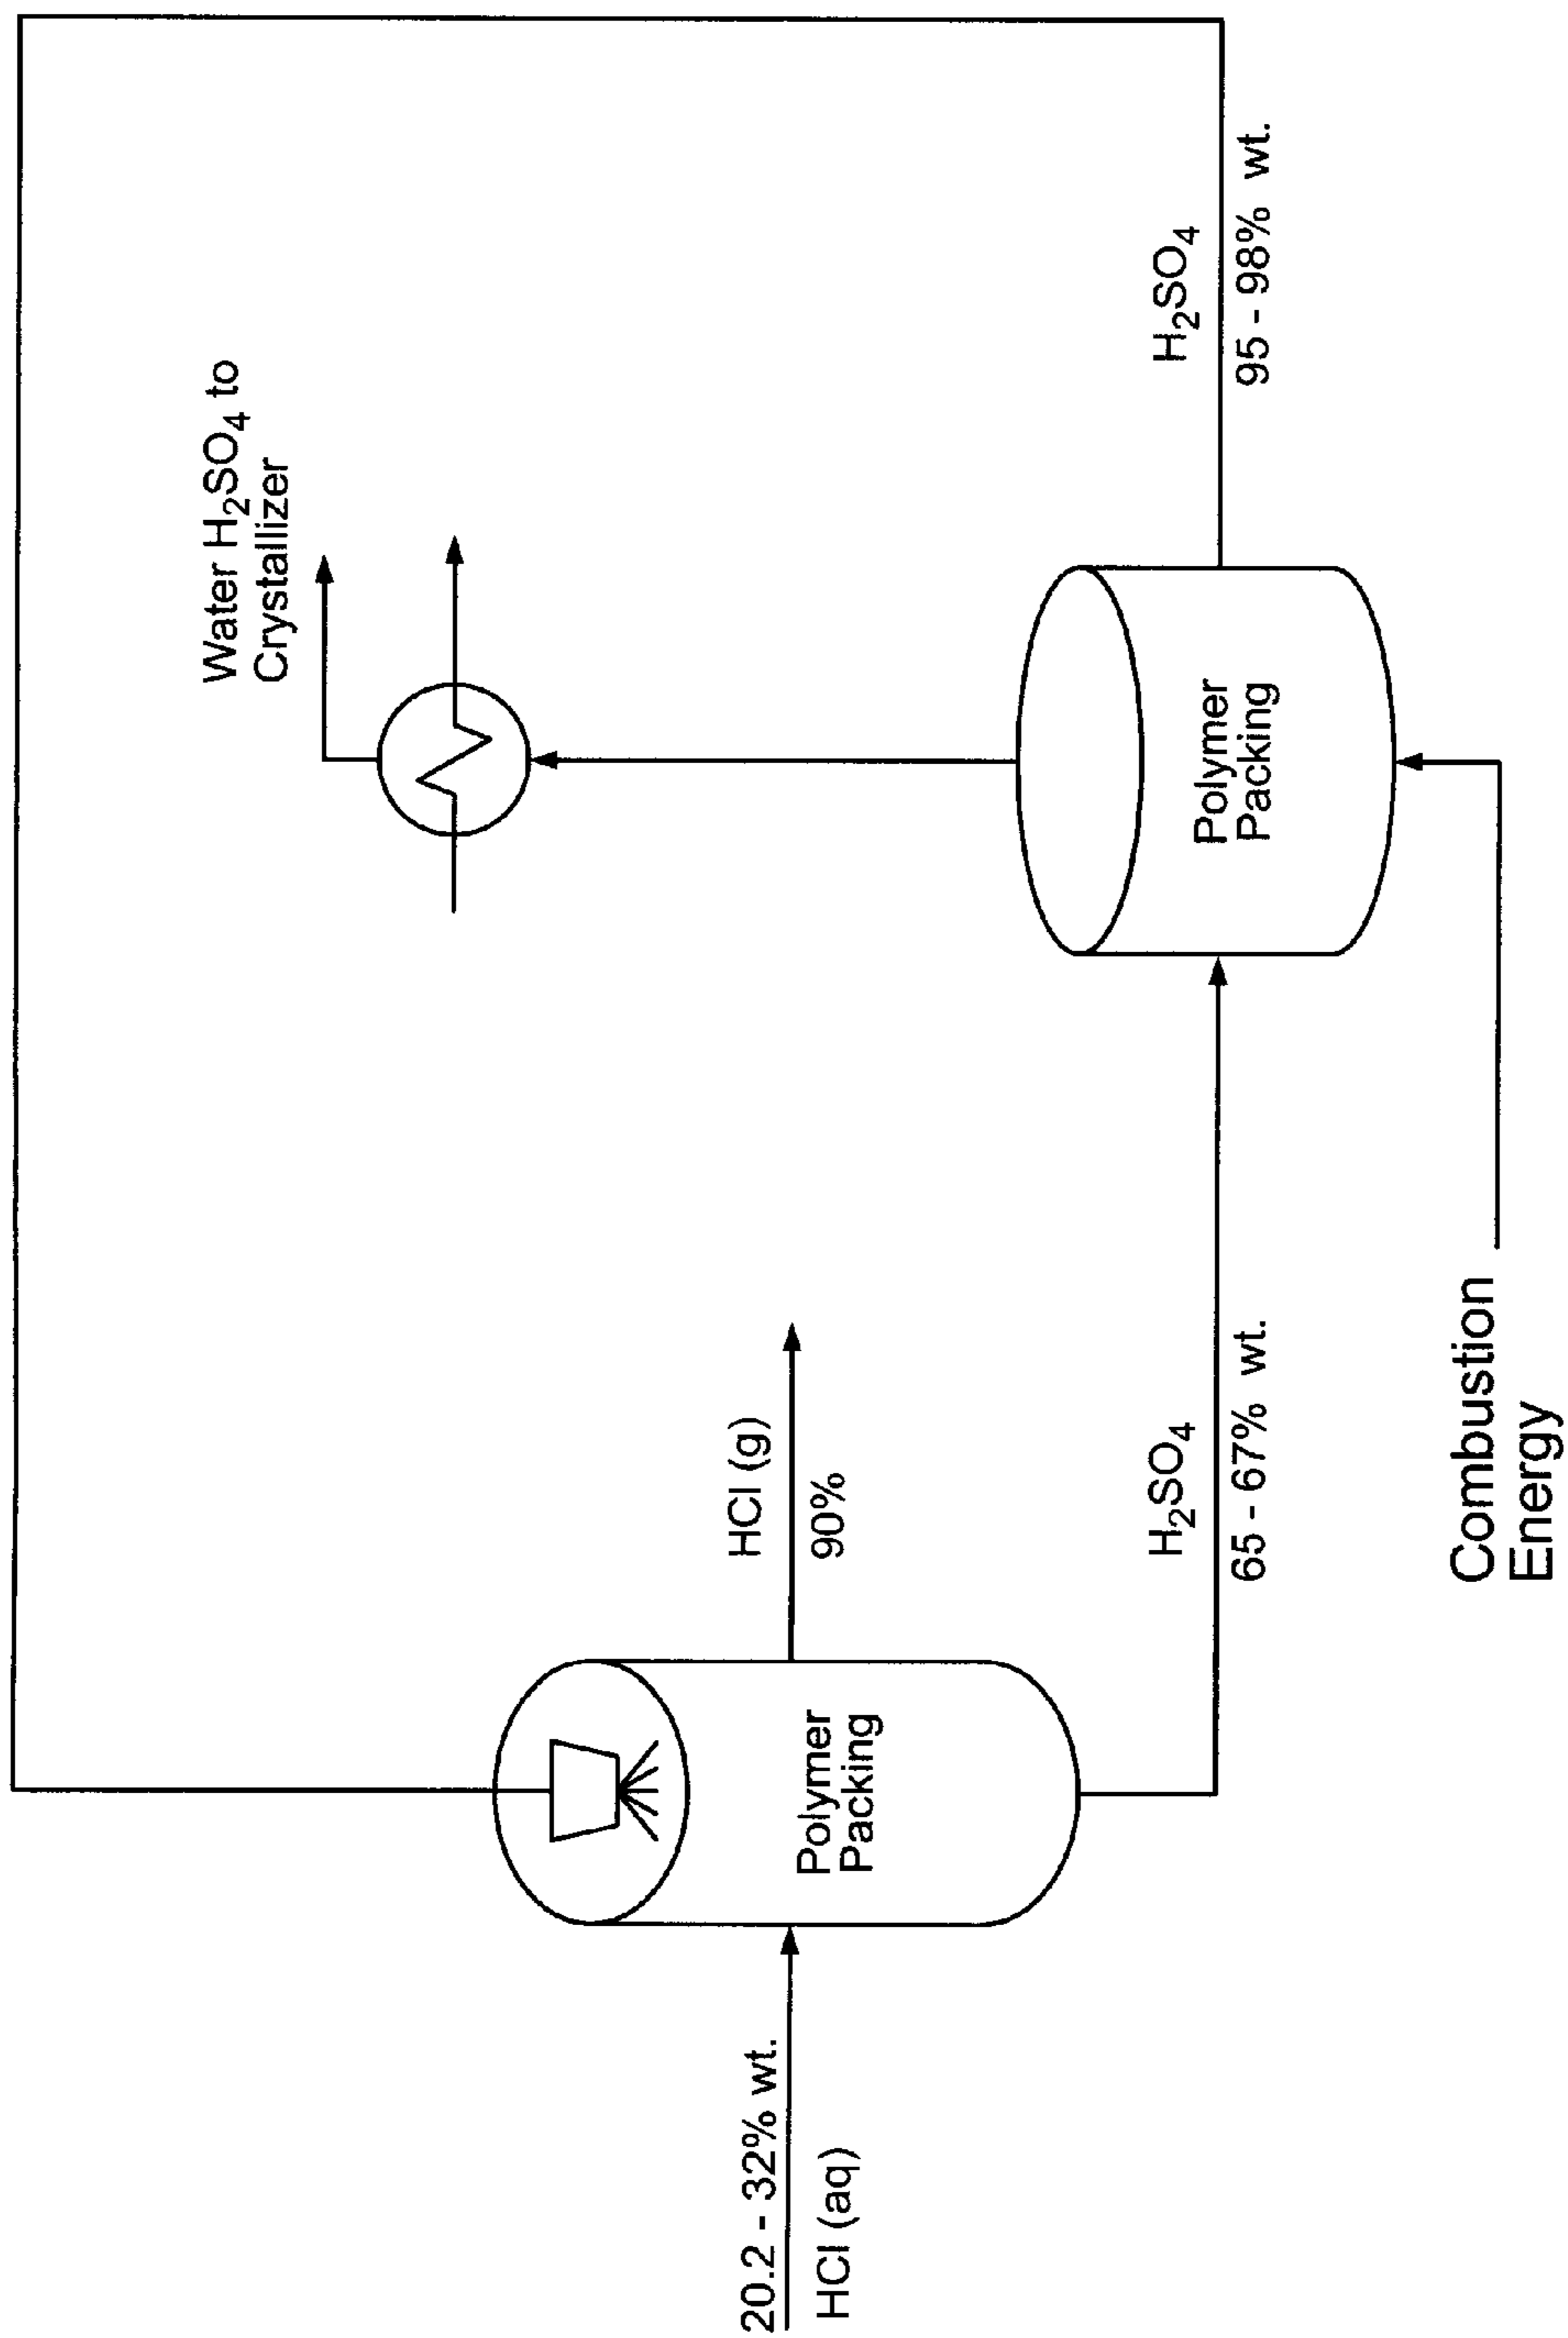 Water H₂SO₄ to
Crystallizer
H₂SO₄
95 - 98% wt.
Polymer
Packing
HCl (g)
90%
H₂SO₄
65 - 67% wt.
Combustion
Energy
Polymer
Packing
20.2 - 32% wt.
HCl (aq)